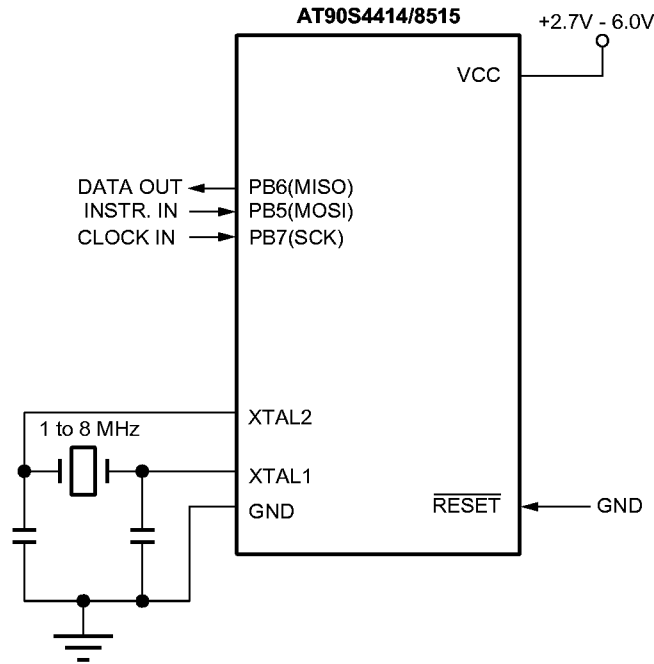 AT90S4414/8515
+2.7V - 6.0V
VCC
DATA OUT PB6(MISO)
INSTR. IN PB5(MOSI)
CLOCK IN PB7(SCK)
XTAL2
1 to 8 MHz
XTAL1
GND
RESET GND